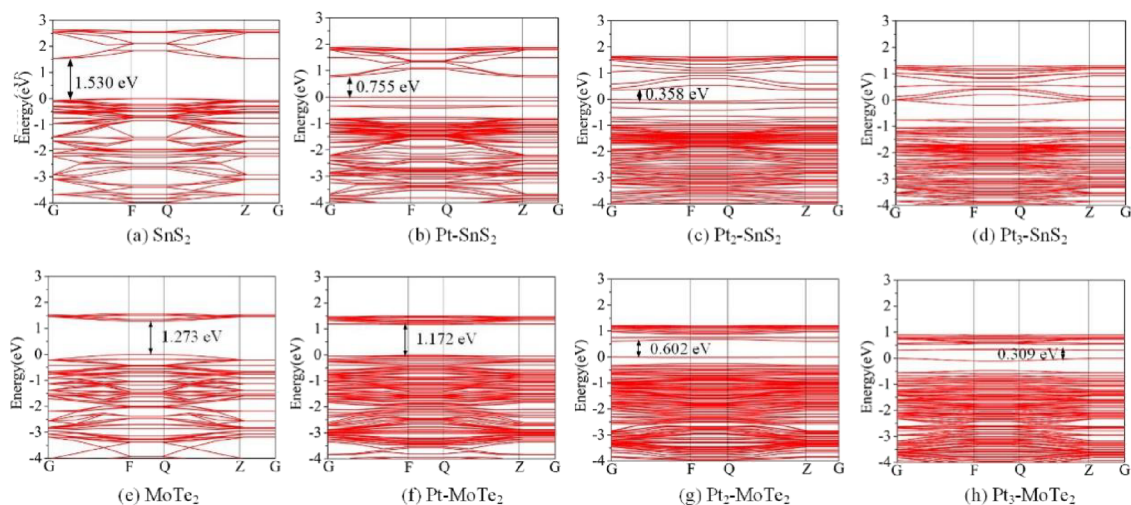 3
2
1
0
-1
-2
-3
-4
Energy(eV)
1.530 eV
G F Q Z G
(a) SnS2
3
2
1
0
-1
-2
-3
-4
Energy(eV)
0.755 eV
G F Q Z G
(b) Pt-SnS2
3
2
1
0
-1
-2
-3
-4
Energy(eV)
0.358 eV
G F Q Z G
(c) Pt2-SnS2
3
2
1
0
-1
-2
-3
-4
Energy(eV)
G F Q Z G
(d) Pt3-SnS2
3
2
1
0
-1
-2
-3
-4
Energy(eV)
1.273 eV
G F Q Z G
(e) MoTe2
3
2
1
0
-1
-2
-3
-4
Energy(eV)
1.172 eV
G F Q Z G
(f) Pt-MoTe2
3
2
1
0
-1
-2
-3
-4
Energy(eV)
0.602 eV
G F Q Z G
(g) Pt2-MoTe2
3
2
1
0
-1
-2
-3
-4
Energy(eV)
0.309 eV
G F Q Z G
(h) Pt3-MoTe2